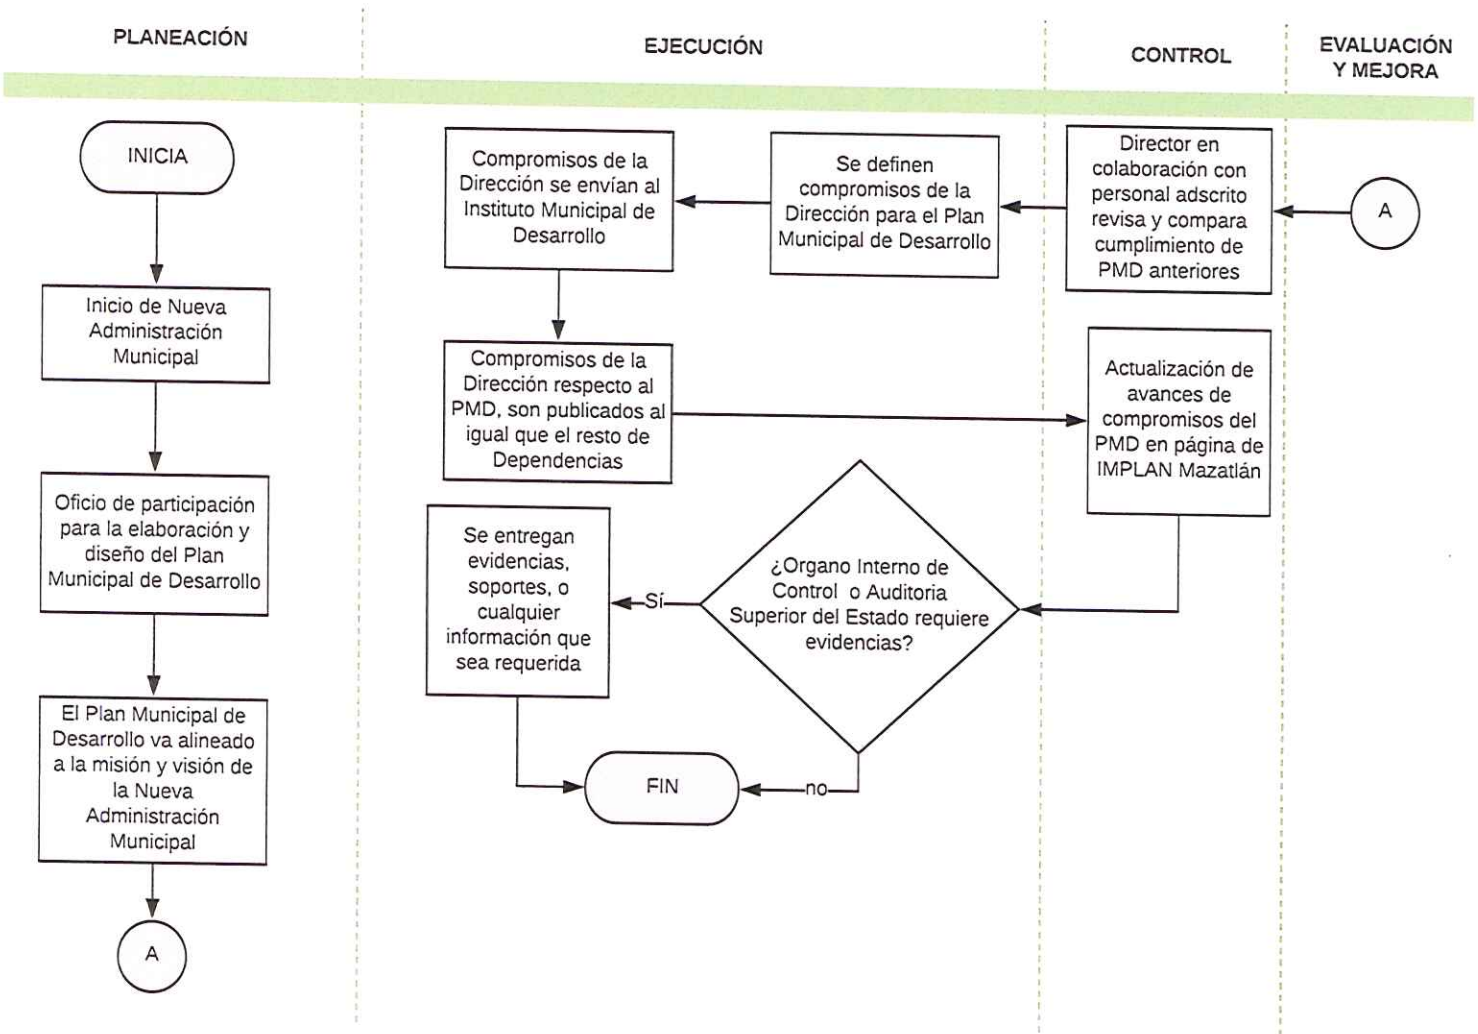 PLANEACIÓN
EJECUCIÓN
CONTROL
EVALUACIÓN
Y MEJORA
INICIA
Inicio de Nueva
Administración
Municipal
Oficio de participación
para la elaboración y
diseño del Plan
Municipal de Desarrollo
El Plan Municipal de
Desarrollo va alineado
a la misión y visión de
la Nueva
Administración
Municipal
A
A
Director en
colaboración con
personal adscrito
revisa y compara
cumplimiento de
PMD anteriores
Se definen
compromisos de la
Dirección para el Plan
Municipal de Desarrollo
Compromisos de la
Dirección se envían al
Instituto Municipal de
Desarrollo
Compromisos de la
Dirección respecto al
PMD, son publicados al
igual que el resto de
Dependencias
Actualización de
avances de
compromisos del
PMD en página de
IMPLAN Mazatlán
¿Organo Interno de
Control o Auditoria
Superior del Estado requiere
evidencias?
Sí
Se entregan
evidencias,
soportes, o
cualquier
información que
sea requerida
no
FIN